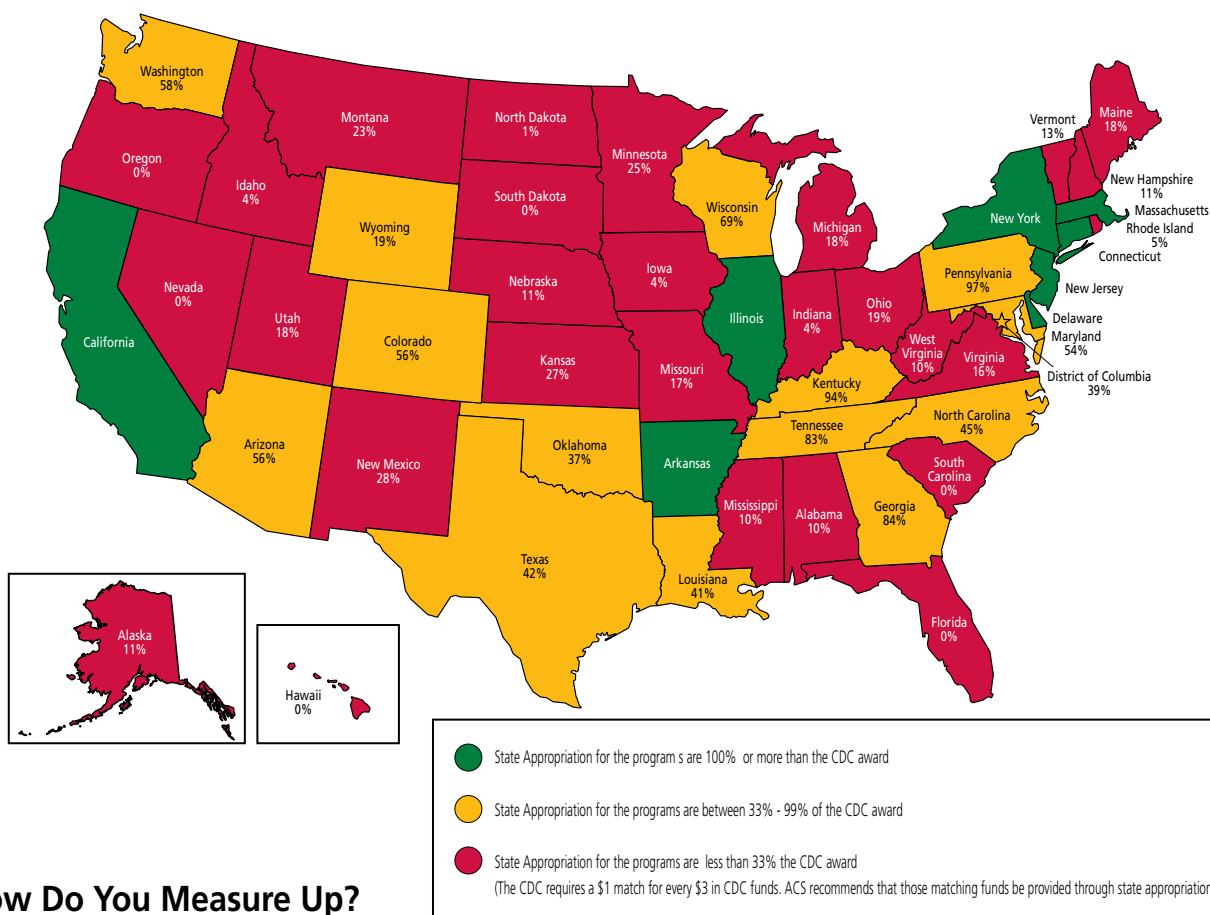 Washington
58%
Oregon
0%
Idaho
4%
Montana
23%
North Dakota
1%
Minnesota
25%
South Dakota
0%
Wisconsin
69%
Michigan
18%
Wyoming
19%
Nevada
0%
California
Utah
18%
Colorado
56%
Nebraska
11%
Iowa
4%
Kansas
27%
Missouri
17%
Illinois
Indiana
4%
Ohio
19%
West
Virginia
10%
Virginia
16%
Pennsylvania
97%
New York
Vermont
13%
Maine
18%
New Hampshire
11%
Massachusetts
Rhode Island
5%
Connecticut
New Jersey
Delaware
Maryland
54%
District of Columbia
39%
Kentucky
94%
Tennessee
83%
North Carolina
45%
South
Carolina
0%
Georgia
84%
Alabama
10%
Mississippi
10%
Florida
0%
Arizona
56%
New Mexico
28%
Oklahoma
37%
Arkansas
Texas
42%
Louisiana
41%
Alaska
11%
Hawaii
0%
State Appropriation for the program s are 100% or more than the CDC award
State Appropriation for the programs are between 33% - 99% of the CDC award
State Appropriation for the programs are less than 33% the CDC award
(The CDC requires a $1 match for every $3 in CDC funds. ACS recommends that those matching funds be provided through state appropriation
Do You Measure Up?